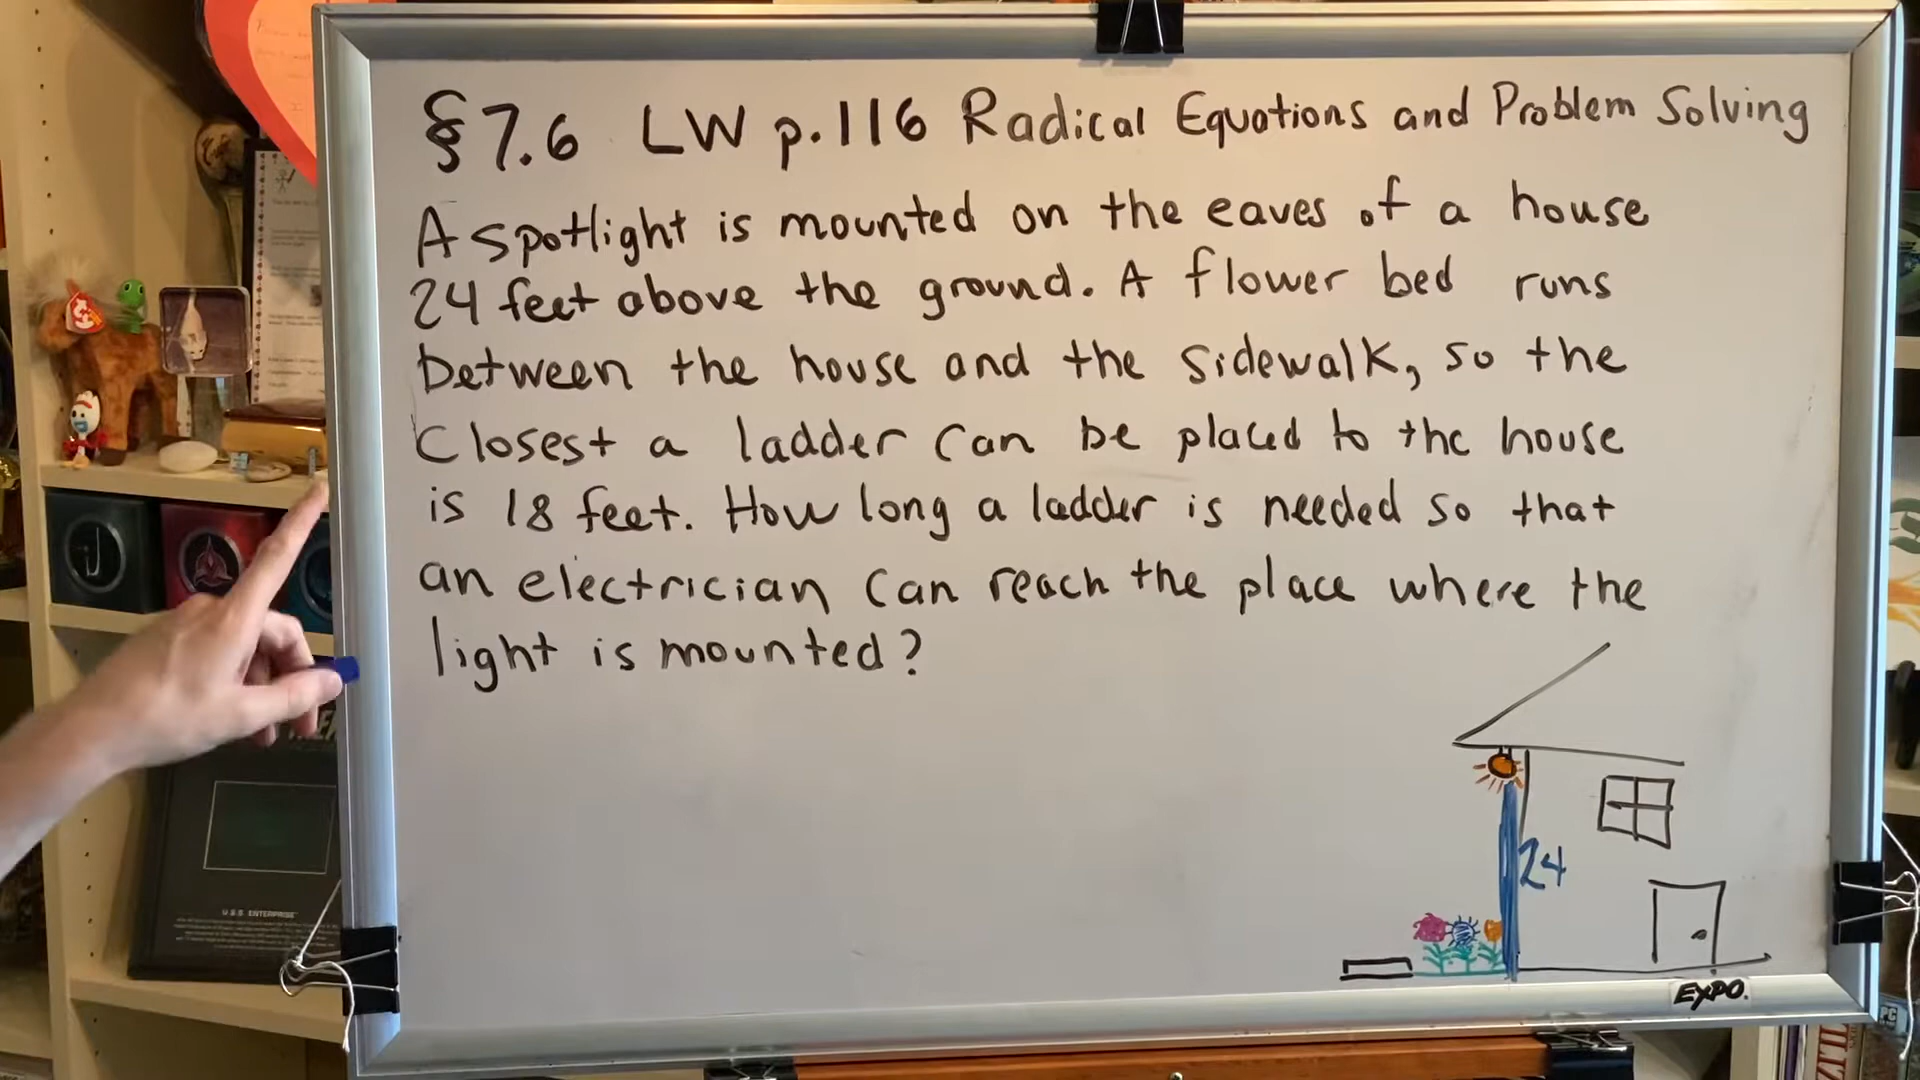 §7.6 LW p.116 Radical Equations and Problem Solving
A spotlight is mounted on the eaves of a house
24 feet above the ground. A flower bed runs
between the house and the sidewalk, so the
closest a ladder can be placed to the house
is 18 feet. How long a ladder is needed so that
an electrician can reach the place where the
light is mounted?
24
EXPO.
U.S.S. ENTERPRISE